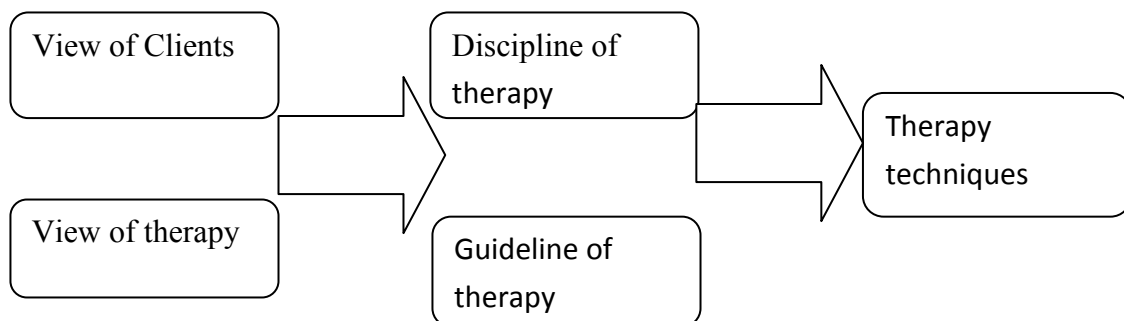 View of Clients
View of therapy
Discipline of
therapy
Guideline of
therapy
Therapy
techniques